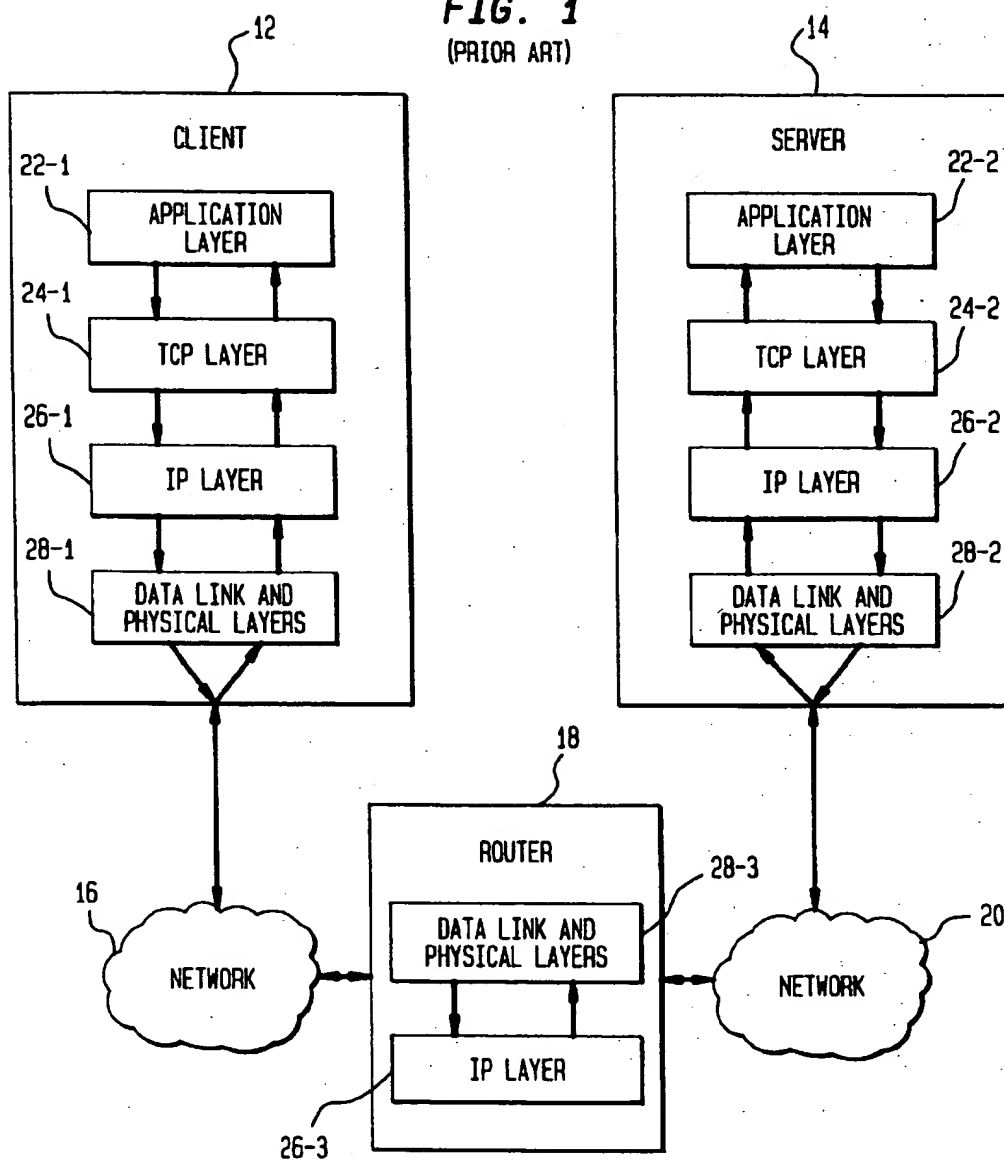 FIG. 1
(PRIOR ART)
12
14
CLIENT
SERVER
22-1
APPLICATION
LAYER
22-2
APPLICATION
LAYER
24-1
TCP LAYER
24-2
TCP LAYER
26-1
IP LAYER
26-2
IP LAYER
28-1
DATA LINK AND
PHYSICAL LAYERS
28-2
DATA LINK AND
PHYSICAL LAYERS
18
ROUTER
28-3
16
NETWORK
DATA LINK AND
PHYSICAL LAYERS
20
NETWORK
IP LAYER
26-3